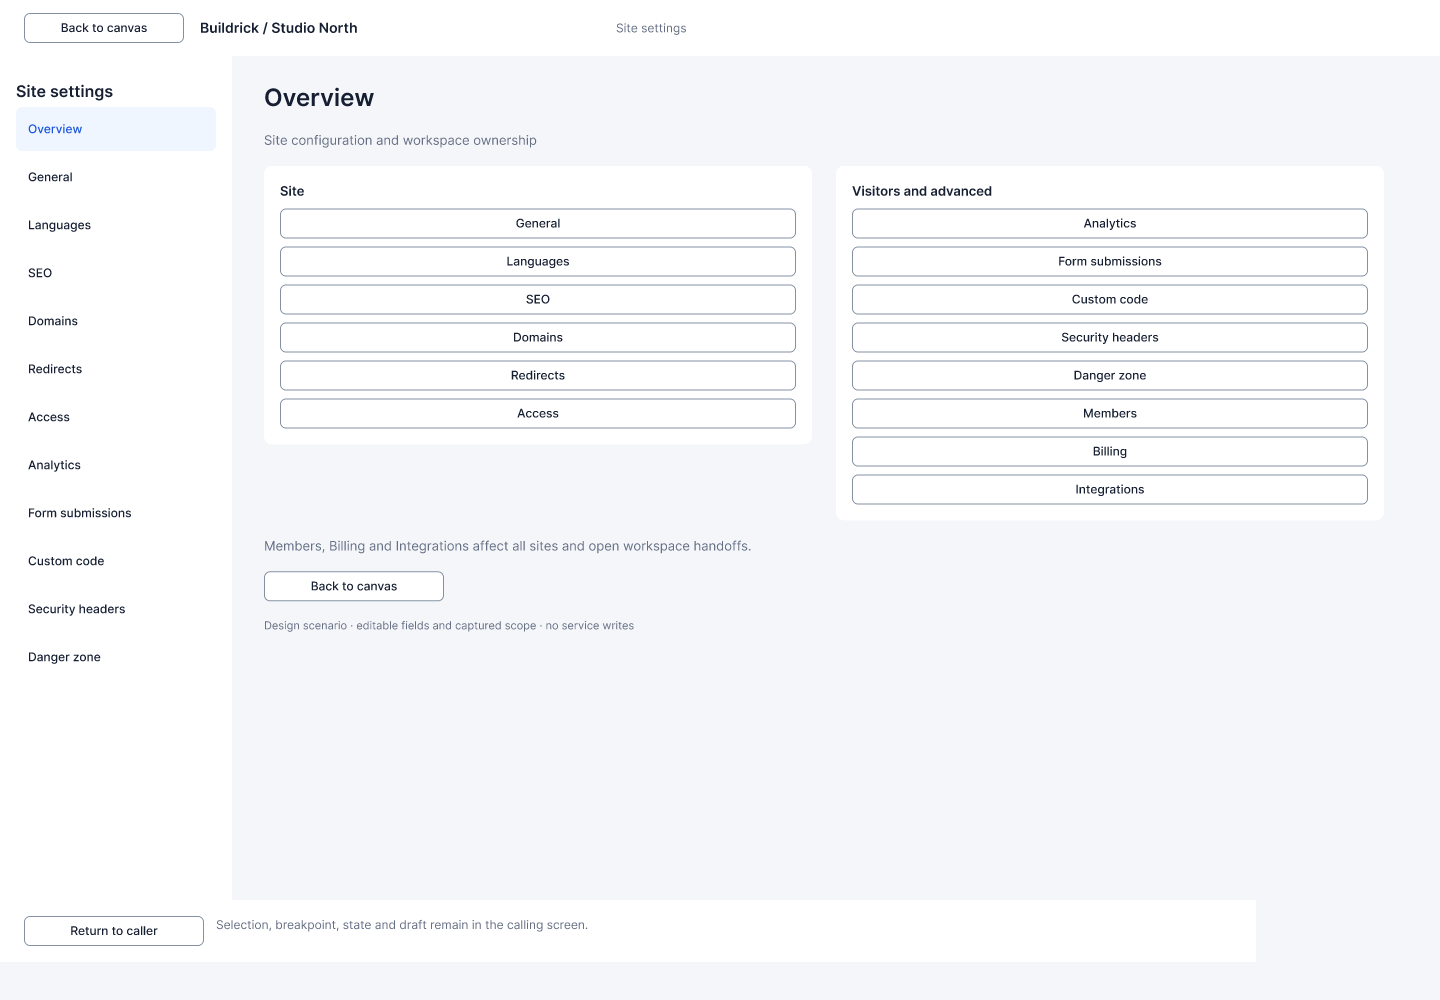 Back to canvas
Buildrick / Studio North
Site settings
Site settings
Overview
General
Languages
SEO
Domains
Redirects
Access
Analytics
Form submissions
Custom code
Security headers
Danger zone
Overview
Site configuration and workspace ownership
Site
General
Languages
SEO
Domains
Redirects
Access
Visitors and advanced
Analytics
Form submissions
Custom code
Security headers
Danger zone
Members
Billing
Integrations
Members, Billing and Integrations affect all sites and open workspace handoffs.
Back to canvas
Design scenario · editable fields and captured scope · no service writes
Return to caller
Selection, breakpoint, state and draft remain in the calling screen.